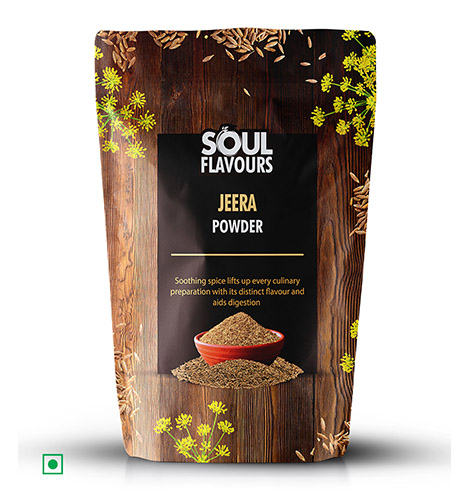 SOUL
FLAVOURS
JEERA
POWDER
Soothing spice lifts up every culinary
preparation with its distinct flavour and
aids digestion